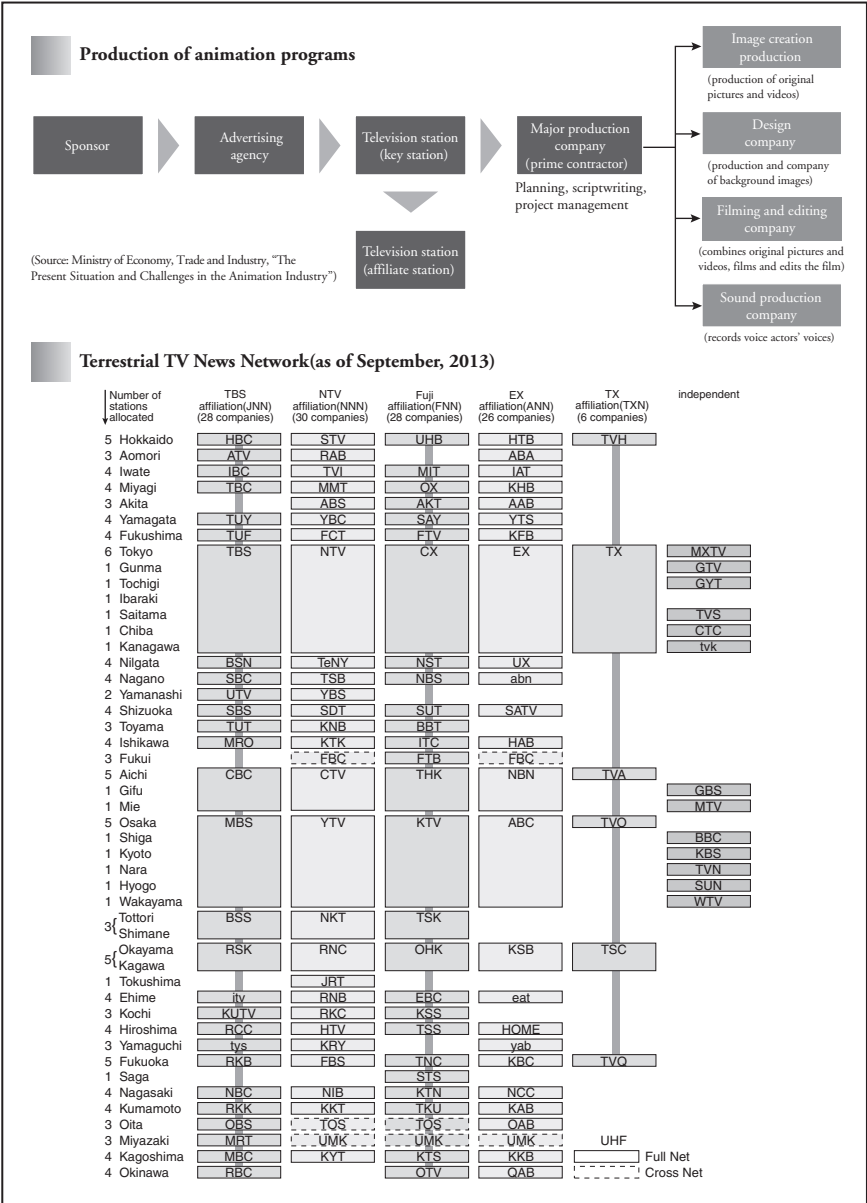 Production of animation programs
Sponsor
Advertising
agency
Television station
(key station)
Major production
company
(prime contractor)
Planning, scriptwriting,
project management
Television station
(affiliate station)
Image creation
production
(production of original
pictures and videos)
Design
company
(production and company
of background images)
Filming and editing
company
(combines original pictures and
videos, films and edits the film)
Sound production
company
(records voice actors' voices)
(Source: Ministry of Economy, Trade and Industry, "The
Present Situation and Challenges in the Animation Industry")
Terrestrial TV News Network(as of September, 2013)
Number of
stations
allocated
TBS
affiliation(JNN)
(28 companies)
NTV
affiliation(NNN)
(30 companies)
Fuji
affiliation(FNN)
(28 companies)
EX
affiliation(ANN)
(26 companies)
TX
affiliation(TXN)
(6 companies)
independent
5 Hokkaido HBC STV UHB HTB TVH
3 Aomori ATV RAB ABA
4 Iwate IBC TVI MIT IAT
4 Miyagi TBC MMT OX KHB
3 Akita ABS AKT AAB
4 Yamagata TUY YBC SAY YTS
4 Fukushima TUF FCT FTV KFB
6 Tokyo TBS NTV CX EX TX MXTV
1 Gunma GTV
1 Tochigi GYT
1 Ibaraki
1 Saitama TVS
1 Chiba CTC
1 Kanagawa tvk
4 Nilgata BSN TeNY NST UX
4 Nagano SBC TSB NBS abn
2 Yamanashi UTV YBS
4 Shizuoka SBS SDT SUT SATV
3 Toyama TUT KNB BBT
4 Ishikawa MRO KTK ITC HAB
3 Fukui FBC FTB FBC
5 Aichi CBC CTV THK NBN TVA
1 Gifu GBS
1 Mie MTV
5 Osaka MBS YTV KTV ABC TVO
1 Shiga BBC
1 Kyoto KBS
1 Nara TVN
1 Hyogo SUN
1 Wakayama WTV
3{ Tottori BSS NKT TSK
Shimane
5{ Okayama RSK RNC OHK KSB TSC
Kagawa
1 Tokushima JRT
4 Ehime itv RNB EBC eat
3 Kochi KUTV RKC KSS
4 Hiroshima RCC HTV TSS HOME
3 Yamaguchi tys KRY yab
5 Fukuoka RKB FBS TNC KBC TVQ
1 Saga STS
4 Nagasaki NBC NIB KTN NCC
4 Kumamoto RKK KKT TKU KAB
3 Oita OBS TOS TOS OAB
3 Miyazaki MRT UMK UMK UMK UHF
4 Kagoshima MBC KYT KTS KKB Full Net
4 Okinawa RBC OTV QAB Cross Net